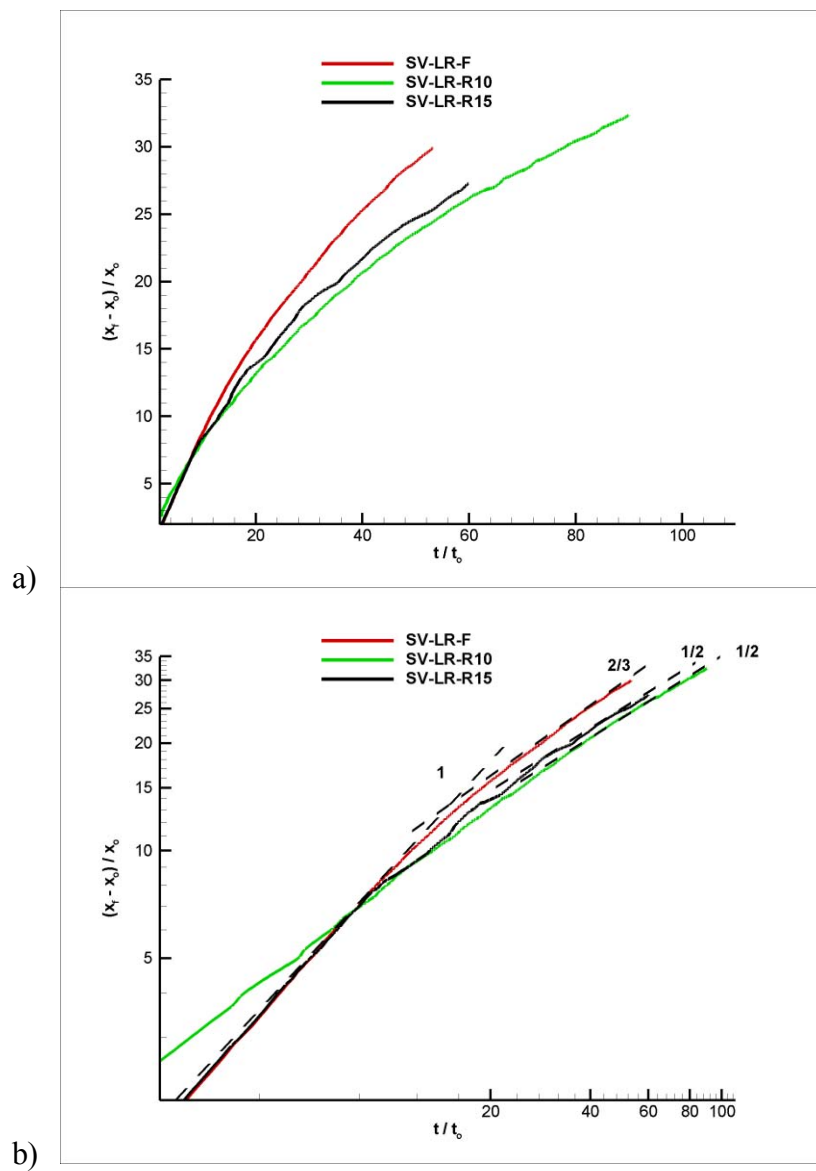 SV-LR-F
SV-LR-R10
SV-LR-R15
35
30
25
20
15
10
5
(x_f - x_o) / x_o
20
40
60
80
100
t / t_o
a)
SV-LR-F
SV-LR-R10
SV-LR-R15
2/3
1/2
1/2
1
35
30
25
20
15
10
5
(x_f - x_o) / x_o
20
40
60
80
100
t / t_o
b)